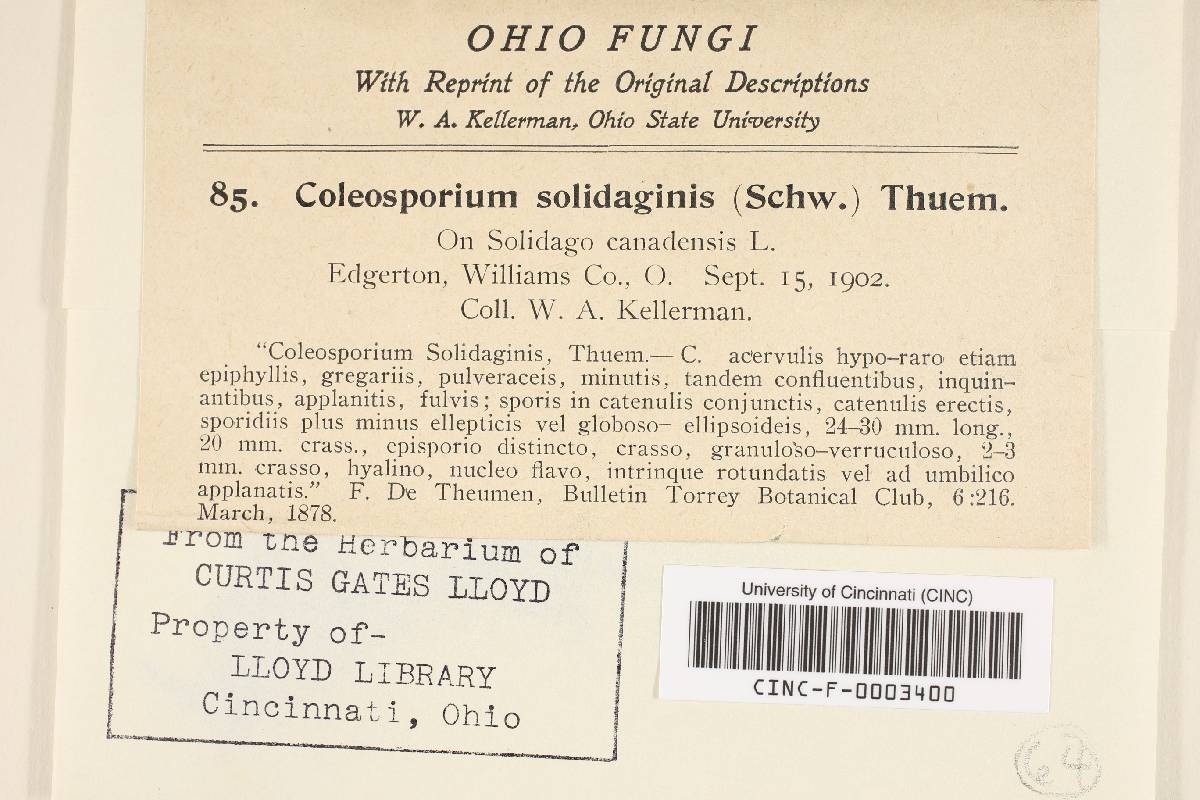 OHIO FUNGI
With Reprint of the Original Descriptions
W. A. Kellerman, Ohio State University
85. Coleosporium solidaginis (Schw.) Thuem.
On Solidago canadensis L.
Edgerton, Williams Co., O. Sept. 15, 1902.
Coll. W. A. Kellerman.
"Coleosporium Solidaginis, Thuem.— C. acervulis hypo-raro etiam
epiphyllis, gregariis, pulveraceis, minutis, tandem confluentibus, inquin-
antibus, applanitis, fulvis; sporis in catenulis conjunctis, catenulis erectis,
sporidiis plus minus ellepticis vel globoso- ellipsoideis, 24-30 mm. long.,
20 mm. crass., episporio distincto, crasso, granuloso-verruculoso, 2-3
mm. crasso, hyalino, nucleo flavo, intrinque rotundatis vel ad umbilico
applanatis." F. De Theumen, Bulletin Torrey Botanical Club, 6:216.
March, 1878.
From the Herbarium of
CURTIS GATES LLOYD
Property of-
LLOYD LIBRARY
Cincinnati, Ohio
University of Cincinnati (CINC)
CINC-F-0003400
64